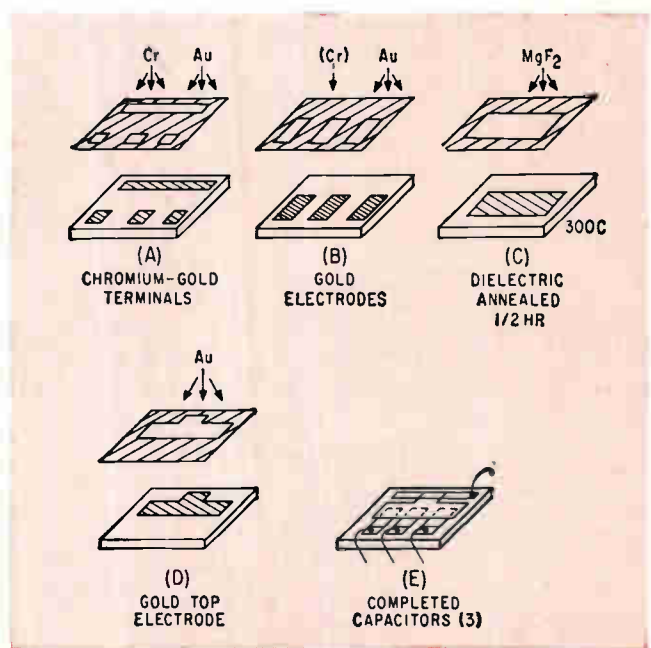 Cr Au
(Cr) Au
MgF₂
300C
(A)
CHROMIUM-GOLD
TERMINALS
(B)
GOLD
ELECTRODES
(C)
DIELECTRIC
ANNEALED
1/2 HR
Au
(D)
GOLD TOP
ELECTRODE
(E)
COMPLETED
CAPACITORS (3)